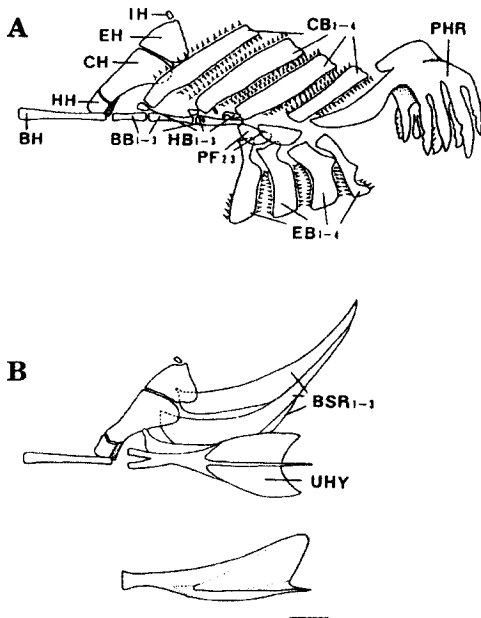 A
IH
EH
CH
HH
BH
BB1-3
HB1-3
PF2,3
CB1-4
PHR
EB1-4
B
BSR1-3
UHY